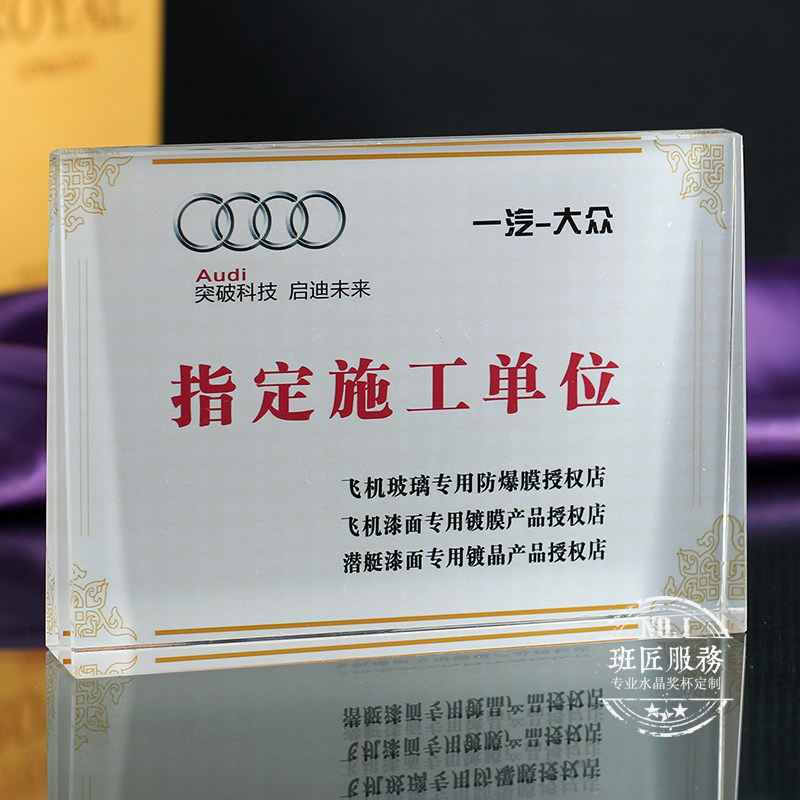 ROYAL
一汽-大众
Audi
突破科技 启迪未来
指定施工单位
飞机玻璃专用防爆膜授权店
飞机漆面专用镀膜产品授权店
潜艇漆面专用镀晶产品授权店
NO.1
班匠服務
专业水晶奖杯定制